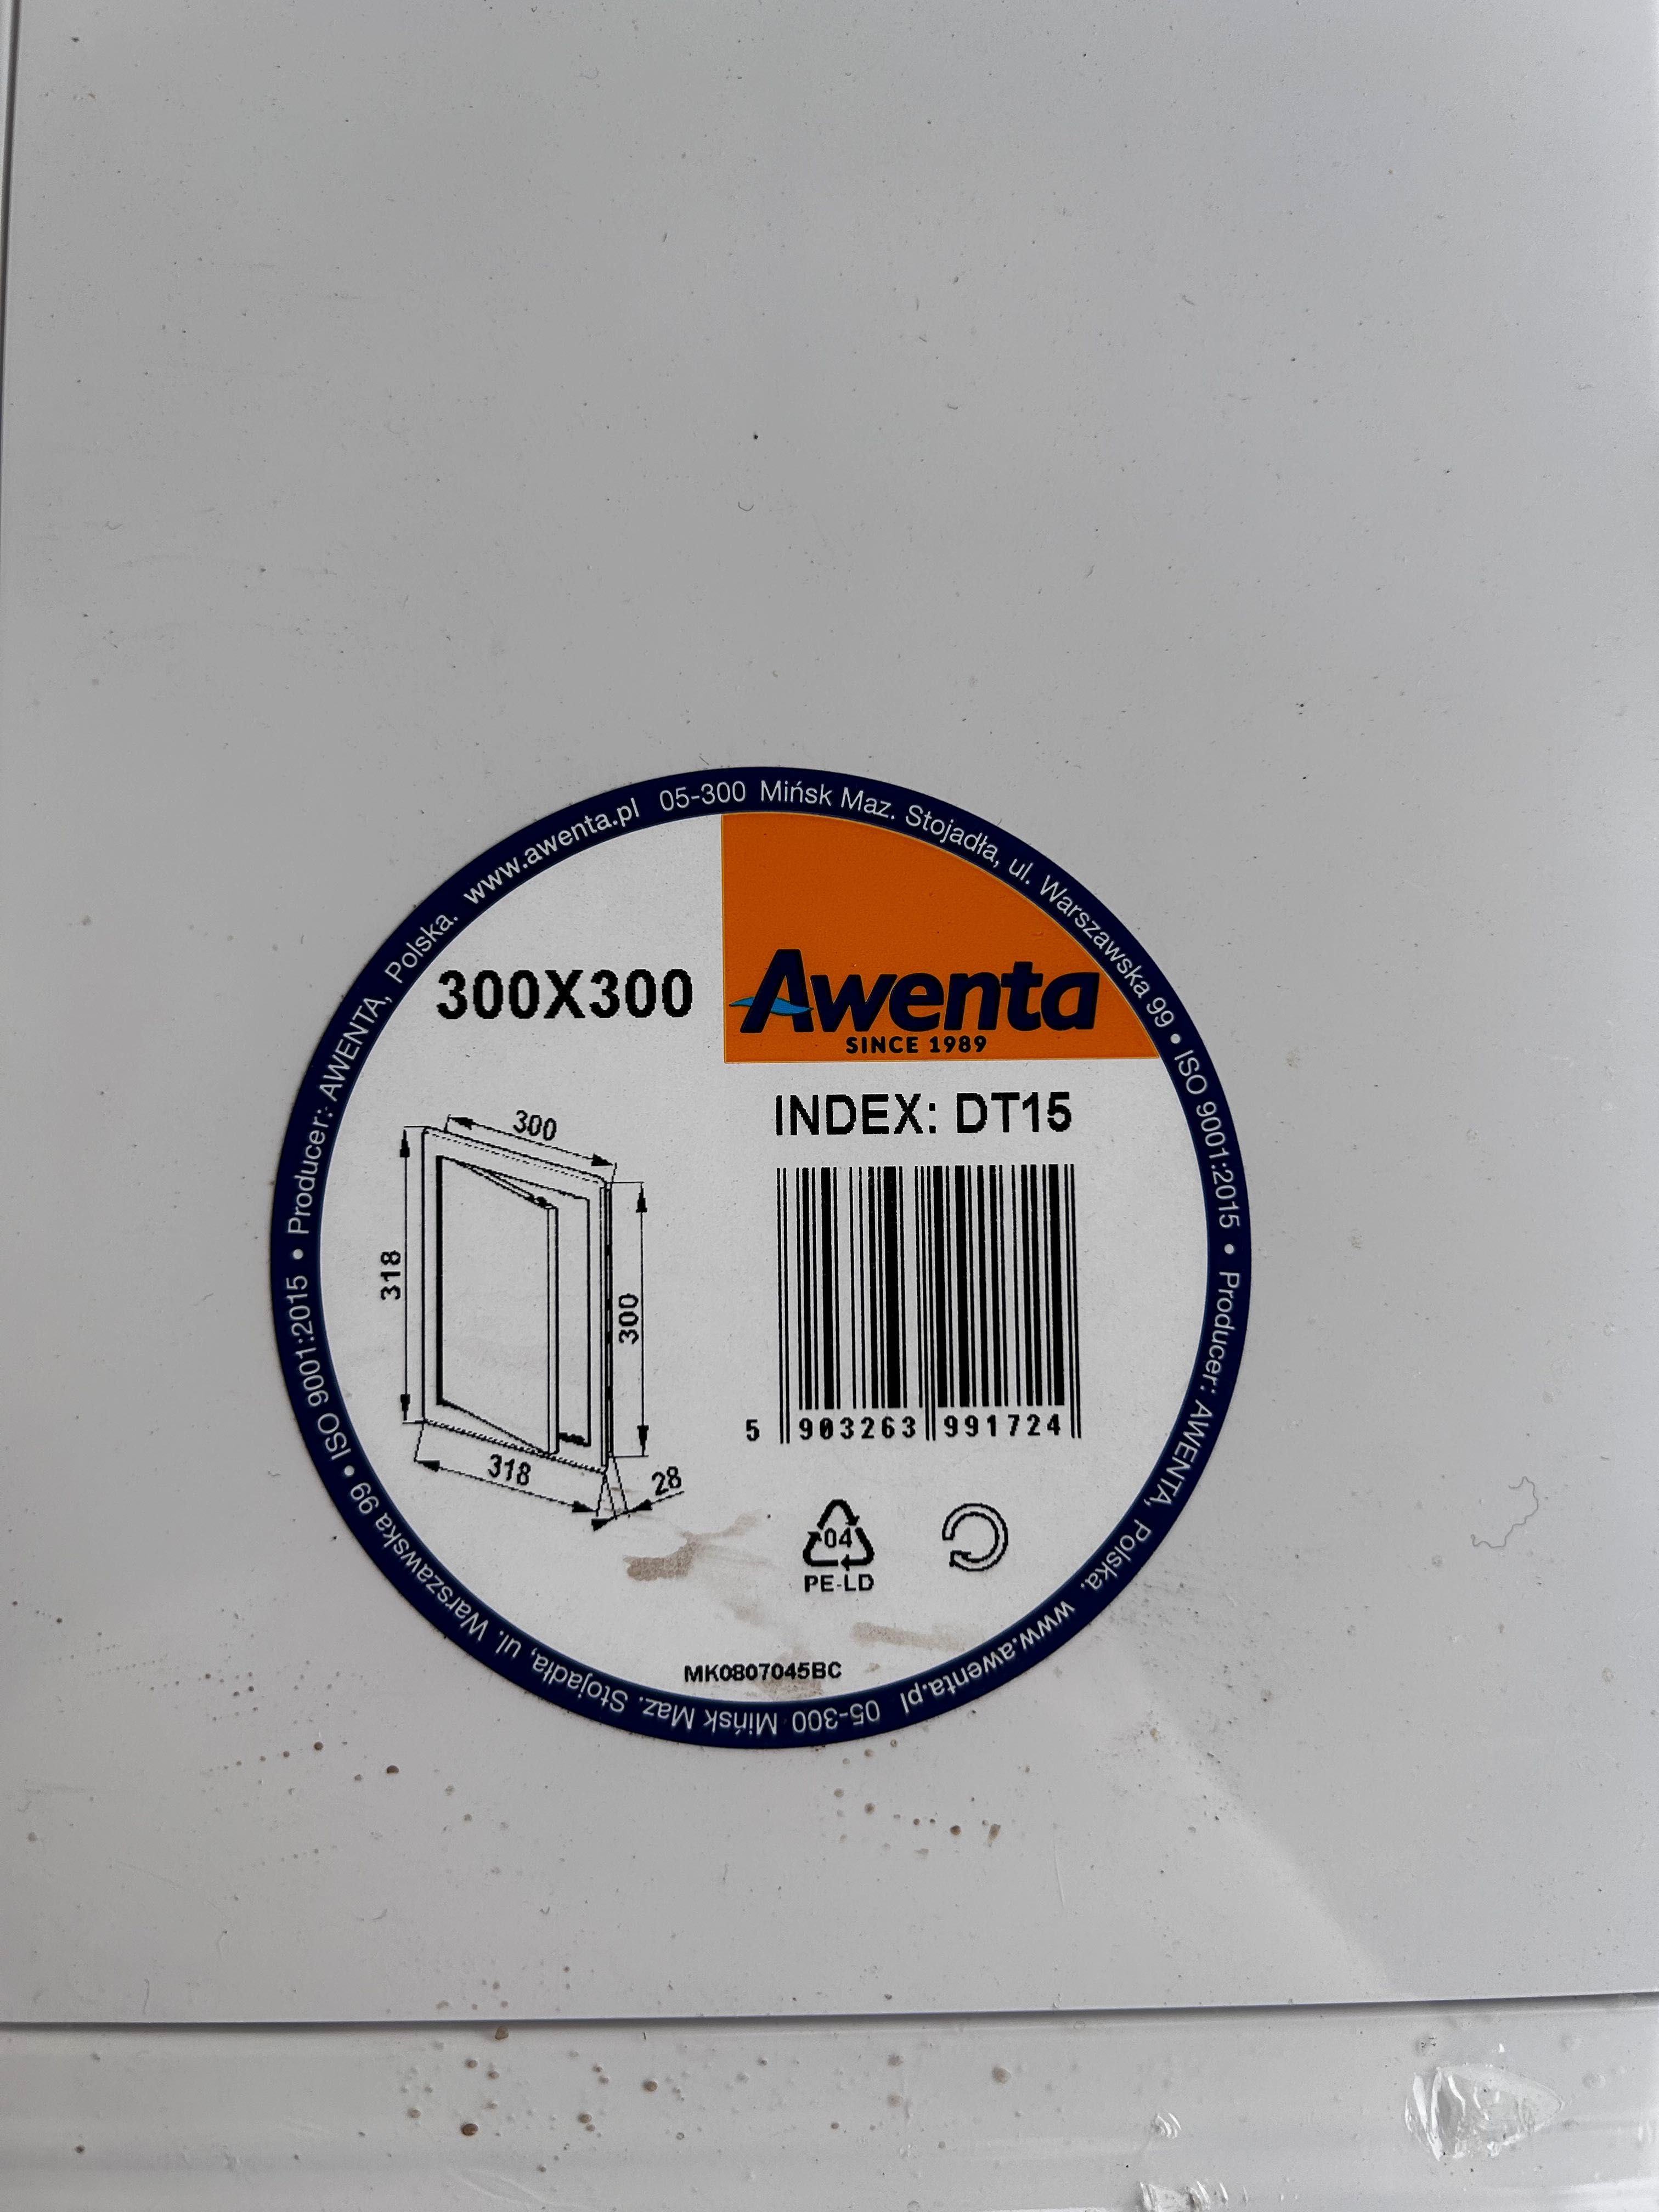 • Producer: AWENTA, Polska. www.awenta.pl 05-300 Mińsk Maz. Stojadła, ul. Warszawska 99 • ISO 9001:2015
• Producer: AWENTA, Polska. www.awenta.pl 05-300 Mińsk Maz. Stojadła, ul. Warszawska 99 • ISO 9001:2015
300X300
Awenta
SINCE 1989
INDEX: DT15
300
318
300
318
28
5 903263 991724
04
PE-LD
MK0807045BC